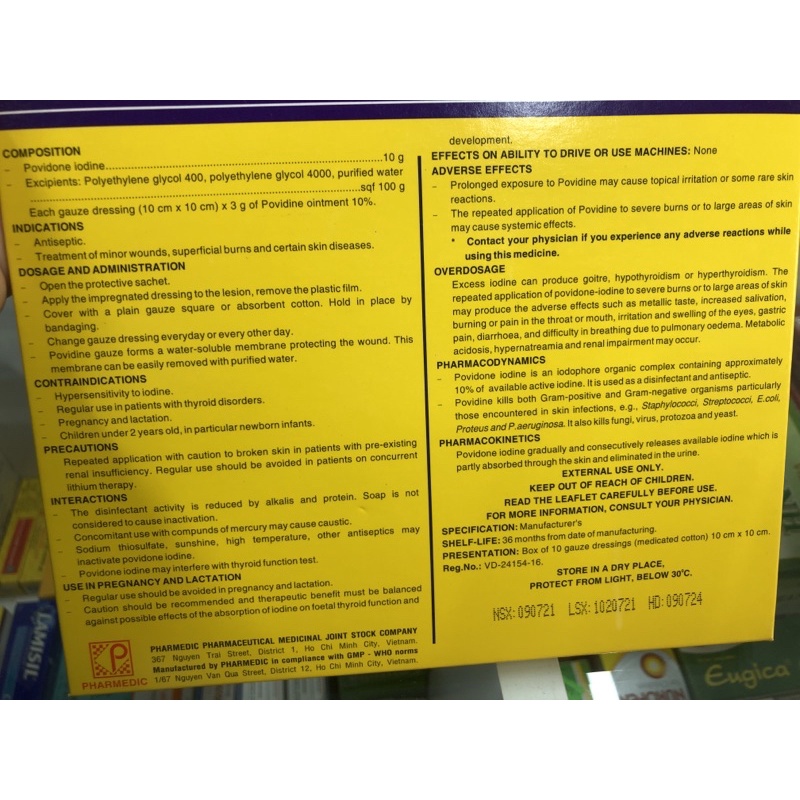 COMPOSITION
- Povidone iodine..................................................................10 g
- Excipients: Polyethylene glycol 400, polyethylene glycol 4000, purified water
...............................................................................sqf 100 g
Each gauze dressing (10 cm x 10 cm) x 3 g of Povidine ointment 10%.
INDICATIONS
- Antiseptic.
- Treatment of minor wounds, superficial burns and certain skin diseases.
DOSAGE AND ADMINISTRATION
- Open the protective sachet.
- Apply the impregnated dressing to the lesion, remove the plastic film.
- Cover with a plain gauze square or absorbent cotton. Hold in place by
bandaging.
- Change gauze dressing everyday or every other day.
- Povidine gauze forms a water-soluble membrane protecting the wound. This
membrane can be easily removed with purified water.
CONTRAINDICATIONS
- Hypersensitivity to iodine.
- Regular use in patients with thyroid disorders.
- Pregnancy and lactation.
- Children under 2 years old, in particular newborn infants.
PRECAUTIONS
Repeated application with caution to broken skin in patients with pre-existing
renal insufficiency. Regular use should be avoided in patients on concurrent
lithium therapy.
INTERACTIONS
- The disinfectant activity is reduced by alkalis and protein. Soap is not
considered to cause inactivation.
- Concomitant use with compunds of mercury may cause caustic.
- Sodium thiosulfate, sunshine, high temperature, other antiseptics may
inactivate povidone iodine.
- Povidone iodine may interfere with thyroid function test.
USE IN PREGNANCY AND LACTATION
- Regular use should be avoided in pregnancy and lactation.
- Caution should be recommended and therapeutic benefit must be balanced
against possible effects of the absorption of iodine on foetal thyroid function and
P
PHARMEDIC
PHARMEDIC PHARMACEUTICAL MEDICINAL JOINT STOCK COMPANY
367 Nguyen Trai Street, District 1, Ho Chi Minh City, Vietnam.
Manufactured by PHARMEDIC in compliance with GMP - WHO norms
1/67 Nguyen Van Qua Street, District 12, Ho Chi Minh City, Vietnam.
development.
EFFECTS ON ABILITY TO DRIVE OR USE MACHINES: None
ADVERSE EFFECTS
- Prolonged exposure to Povidine may cause topical irritation or some rare skin
reactions.
- The repeated application of Povidine to severe burns or to large areas of skin
may cause systemic effects.
* Contact your physician if you experience any adverse reactions while
using this medicine.
OVERDOSAGE
Excess iodine can produce goitre, hypothyroidism or hyperthyroidism. The
repeated application of povidone-iodine to severe burns or to large areas of skin
may produce the adverse effects such as metallic taste, increased salivation,
burning or pain in the throat or mouth, irritation and swelling of the eyes, gastric
pain, diarrhoea, and difficulty in breathing due to pulmonary oedema. Metabolic
acidosis, hypernatreamia and renal impairment may occur.
PHARMACODYNAMICS
- Povidone iodine is an iodophore organic complex containing approximately
10% of available active iodine. It is used as a disinfectant and antiseptic.
- Povidine kills both Gram-positive and Gram-negative organisms particularly
those encountered in skin infections, e.g., Staphylococci, Streptococci, E.coli,
Proteus and P.aeruginosa. It also kills fungi, virus, protozoa and yeast.
PHARMACOKINETICS
Povidone iodine gradually and consecutively releases available iodine which is
partly absorbed through the skin and eliminated in the urine.
EXTERNAL USE ONLY.
KEEP OUT OF REACH OF CHILDREN.
READ THE LEAFLET CAREFULLY BEFORE USE.
FOR MORE INFORMATION, CONSULT YOUR PHYSICIAN.
SPECIFICATION: Manufacturer's
SHELF-LIFE: 36 months from date of manufacturing.
PRESENTATION: Box of 10 gauze dressings (medicated cotton) 10 cm x 10 cm.
Reg.No.: VD-24154-16.
STORE IN A DRY PLACE,
PROTECT FROM LIGHT, BELOW 30°C.
NSX: 090721 LSX: 1020721 HD: 090724
LAMISIL
Eugica